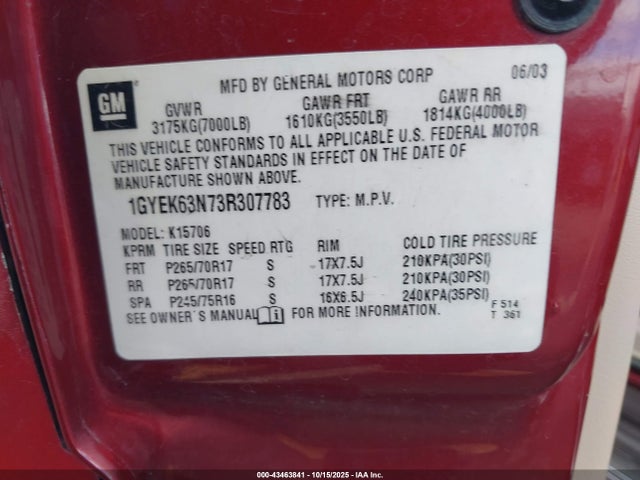 GM
MFD BY GENERAL MOTORS CORP 06/03
GVWR GAWR FRT GAWR RR
3175KG(7000LB) 1610KG(3550LB) 1814KG(4000LB)
THIS VEHICLE CONFORMS TO ALL APPLICABLE U.S. FEDERAL MOTOR
VEHICLE SAFETY STANDARDS IN EFFECT ON THE DATE OF
MANUFACTURE SHOWN ABOVE.
1GYEK63N73R307783 TYPE: M.P.V.
MODEL: K15706
KPRM TIRE SIZE SPEED RTG RIM COLD TIRE PRESSURE
FRT P265/70R17 S 17X7.5J 210KPA(30PSI)
RR P265/70R17 S 17X7.5J 210KPA(30PSI)
SPA P245/75R16 S 16X6.5J 240KPA(35PSI)
SEE OWNER'S MANUAL i FOR MORE INFORMATION.
F 514
T 361
000-43463841 - 10/15/2025 - IAA Inc.